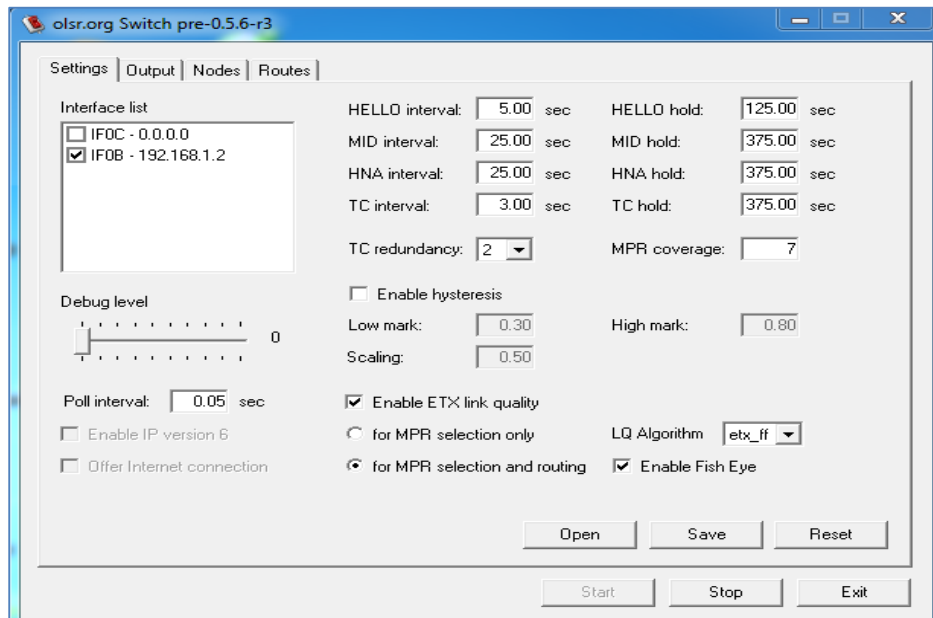 olsr.org Switch pre-0.5.6-r3
Settings Output Nodes Routes
Interface list
IF0C - 0.0.0.0
IF0B - 192.168.1.2
HELLO interval: 5.00 sec HELLO hold: 125.00 sec
MID interval: 25.00 sec MID hold: 375.00 sec
HNA interval: 25.00 sec HNA hold: 375.00 sec
TC interval: 3.00 sec TC hold: 375.00 sec
TC redundancy: 2 MPR coverage: 7
Debug level
0
Enable hysteresis
Low mark: 0.30 High mark: 0.80
Scaling: 0.50
Poll interval: 0.05 sec
Enable IP version 6
Offer Internet connection
Enable ETX link quality
for MPR selection only LQ Algorithm etx_ff
for MPR selection and routing Enable Fish Eye
Open Save Reset
Start Stop Exit